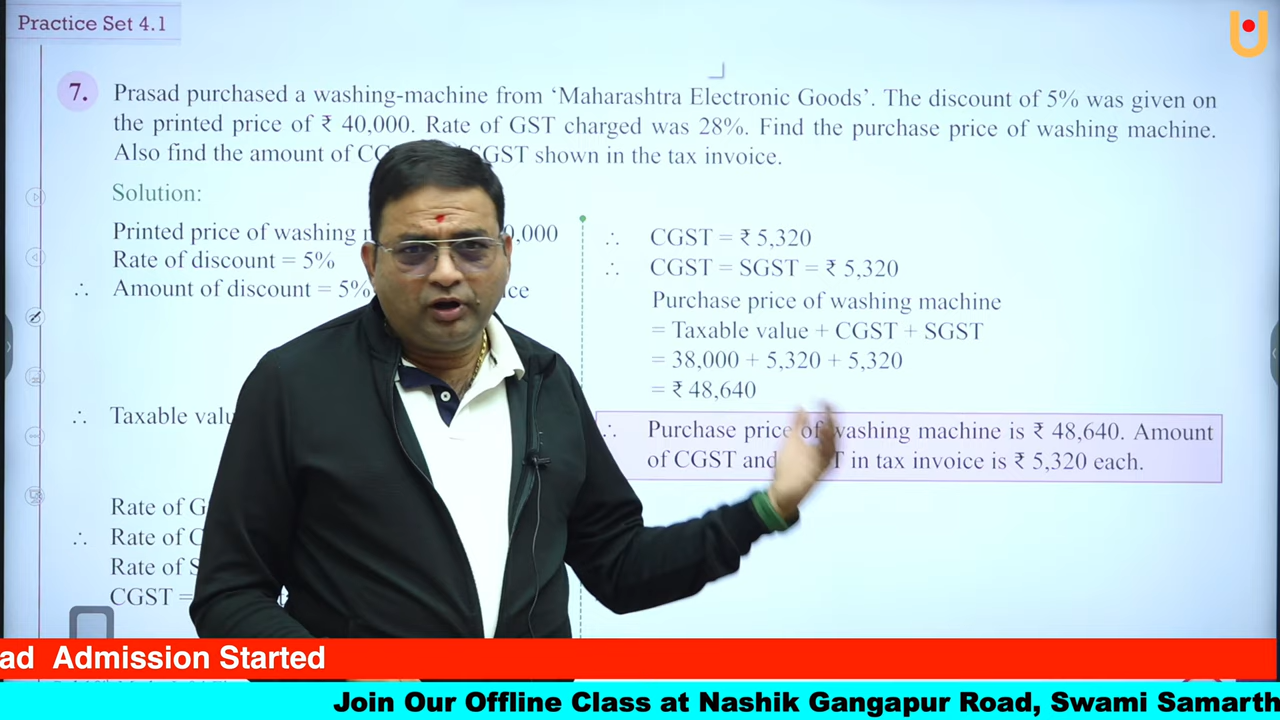 Practice Set 4.1
7. Prasad purchased a washing-machine from ‘Maharashtra Electronic Goods’. The discount of 5% was given on
the printed price of ₹ 40,000. Rate of GST charged was 28%. Find the purchase price of washing machine.
Also find the amount of SGST shown in the tax invoice.
Solution:
Printed price of washing
Rate of discount = 5%
∴ Amount of discount = 5%
∴ Taxable
Rate of
∴ Rate of
Rate of
CGST =
∴ CGST = ₹ 5,320
∴ CGST = SGST = ₹ 5,320
Purchase price of washing machine
= Taxable value + CGST + SGST
= 38,000 + 5,320 + 5,320
= ₹ 48,640
∴ Purchase price of washing machine is ₹ 48,640. Amount
of CGST and in tax invoice is ₹ 5,320 each.
Admission Started
Join Our Offline Class at Nashik Gangapur Road, Swami